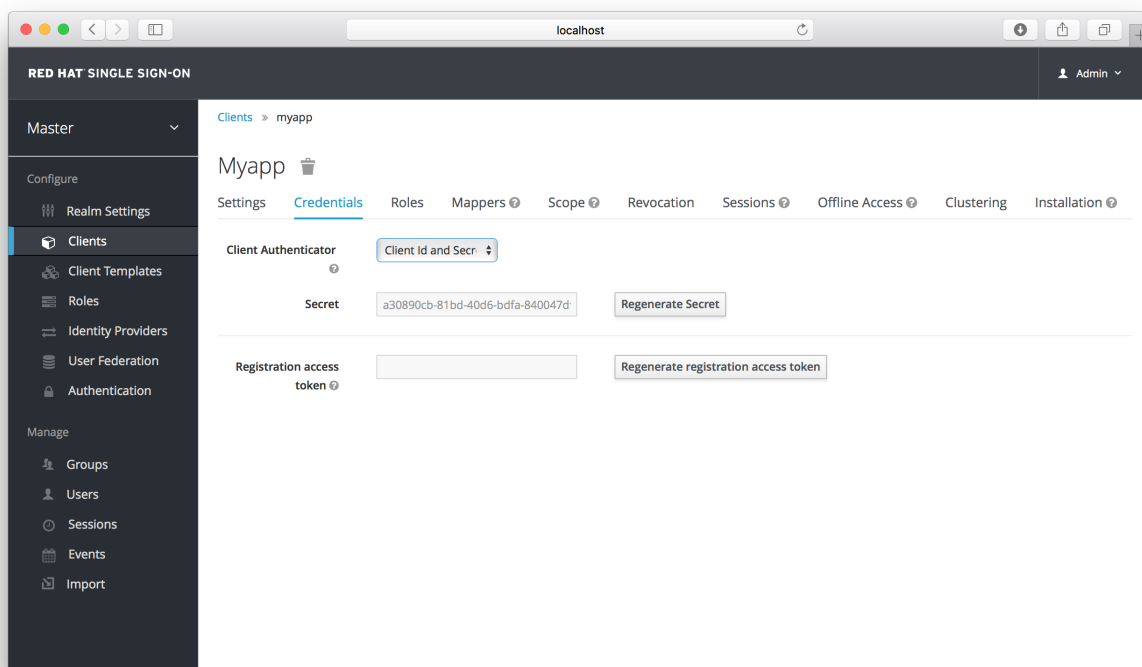 localhost
RED HAT SINGLE SIGN-ON
Admin
Master
Clients » myapp
Myapp
Settings Credentials Roles Mappers Scope Revocation Sessions Offline Access Clustering Installation
Configure
Realm Settings
Clients
Client Templates
Roles
Identity Providers
User Federation
Authentication
Manage
Groups
Users
Sessions
Events
Import
Client Authenticator
Client Id and Secr
Secret
a30890cb-81bd-40d6-bdfa-840047d
Regenerate Secret
Registration access
token
Regenerate registration access token